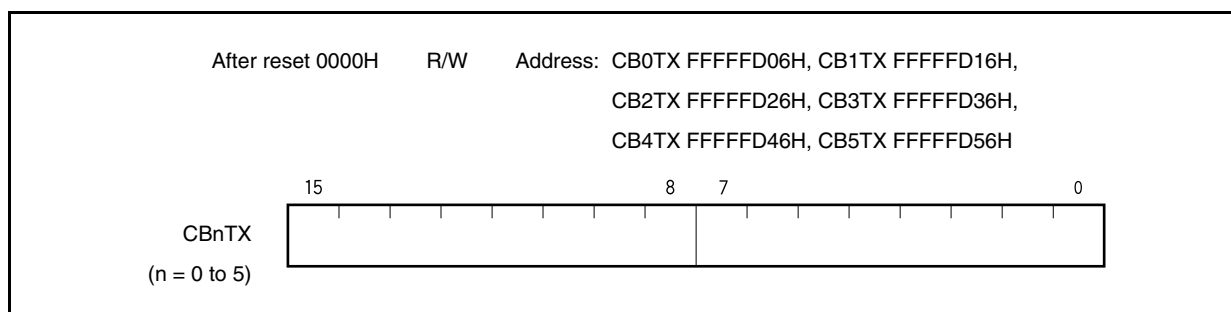 After reset 0000H R/W Address: CB0TX FFFFFD06H, CB1TX FFFFFD16H,
CB2TX FFFFFD26H, CB3TX FFFFFD36H,
CB4TX FFFFFD46H, CB5TX FFFFFD56H
15 8 7 0
CBnTX
(n = 0 to 5)